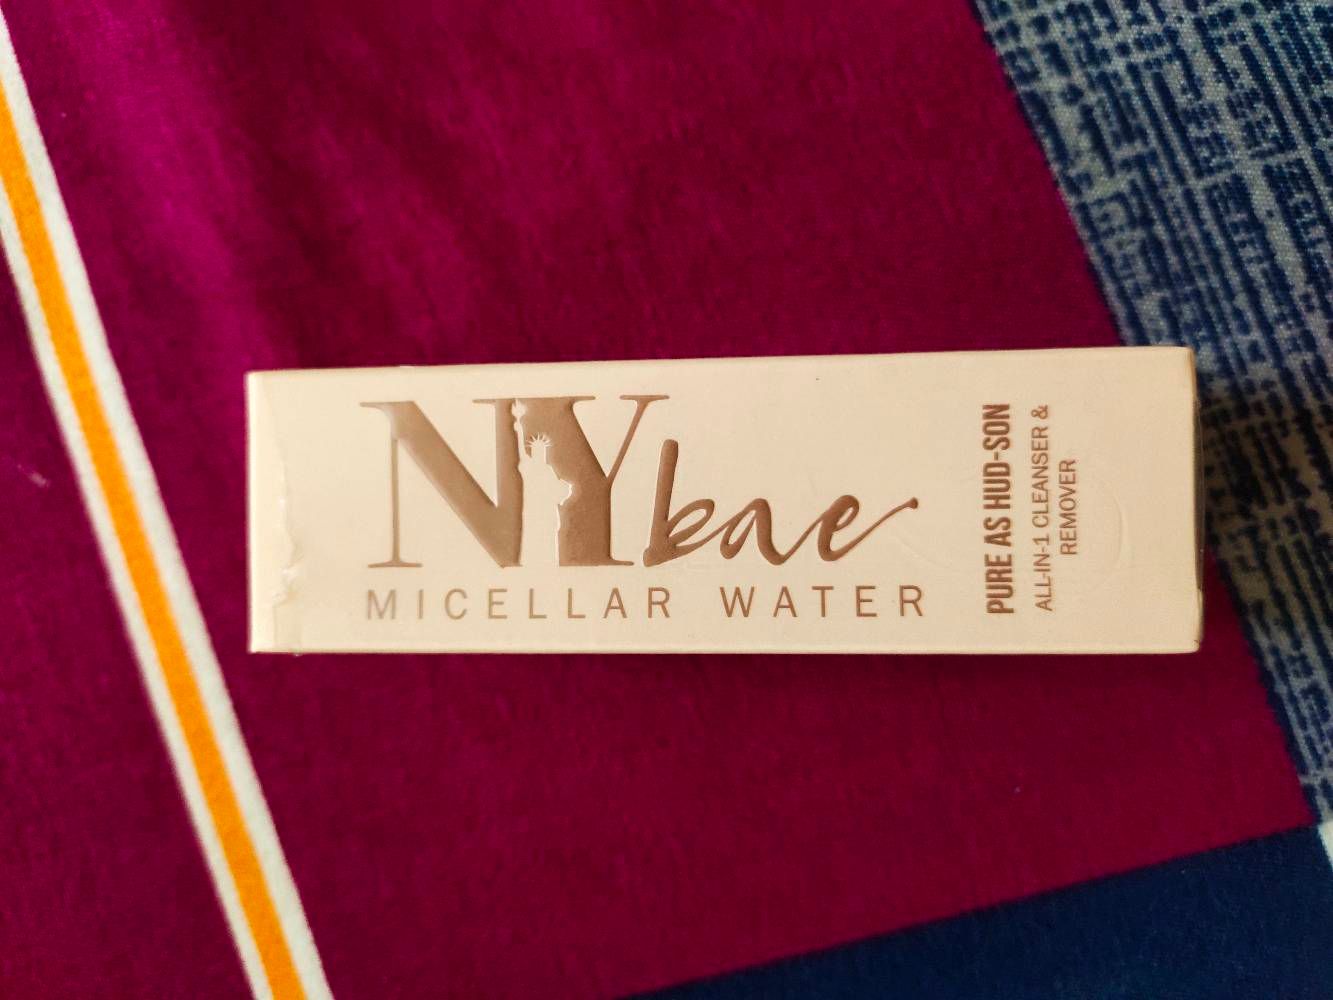 NYbae
MICELLAR WATER
PURE AS HUD-SON
ALL-IN-1 CLEANSER &
REMOVER